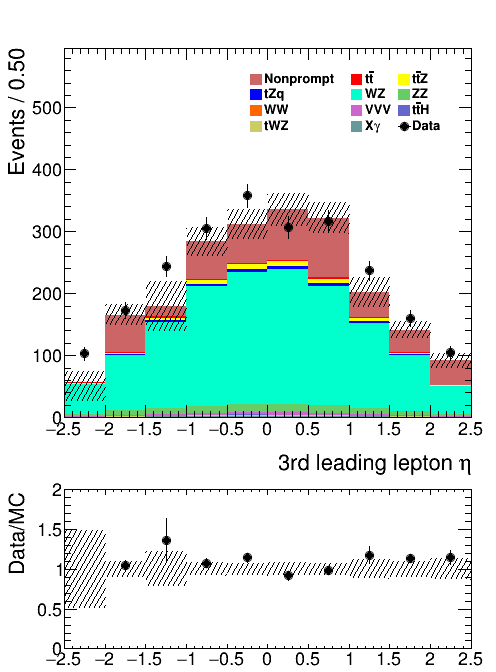 Events / 0.50
Nonprompt tt̄ tt̄Z
tZq WZ ZZ
WW VVV tt̄H
tWZ Xγ Data
500
400
300
200
100
0
−2.5 −2 −1.5 −1 −0.5 0 0.5 1 1.5 2 2.5
3rd leading lepton η
Data/MC
2
1.5
1
0.5
0
−2.5 −2 −1.5 −1 −0.5 0 0.5 1 1.5 2 2.5